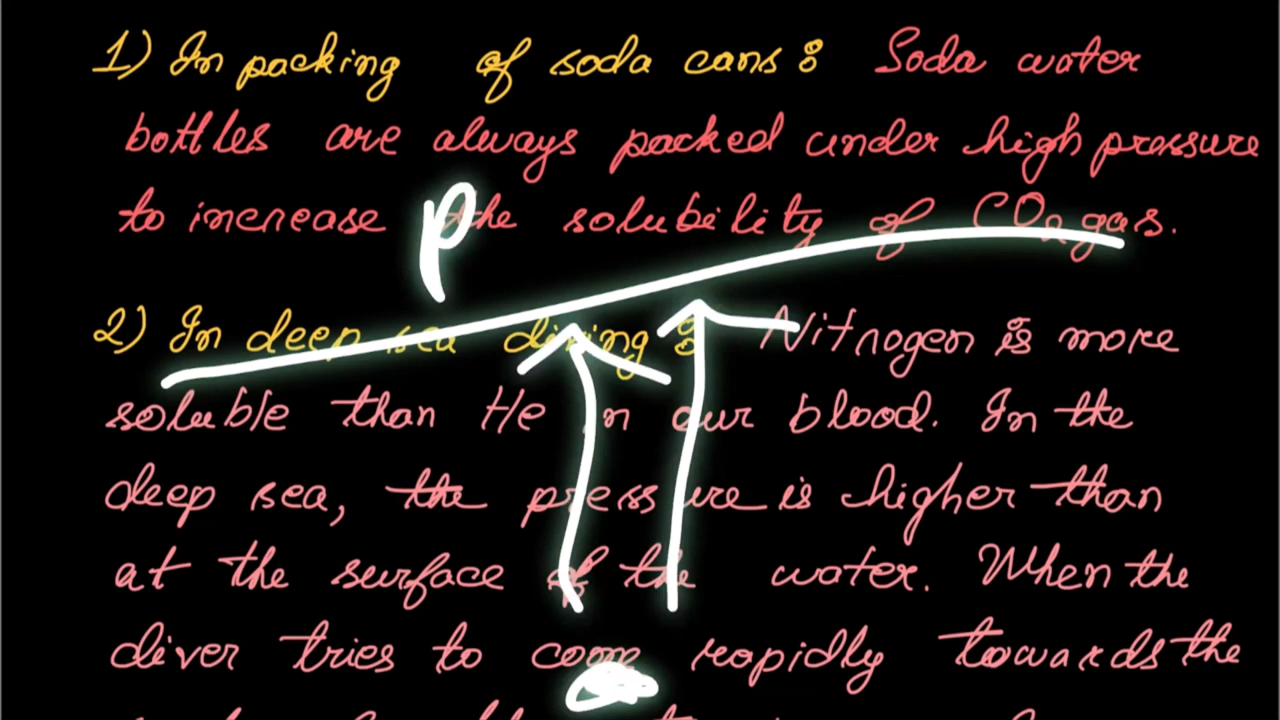 1) In packing of soda cans : Soda water
bottles are always packed under high pressure
to increase the solubility of CO2 gas.
P
2) In deep sea diving : Nitrogen is more
soluble than He in our blood. In the
deep sea, the pressure is higher than
at the surface of the water. When the
diver tries to come rapidly towards the